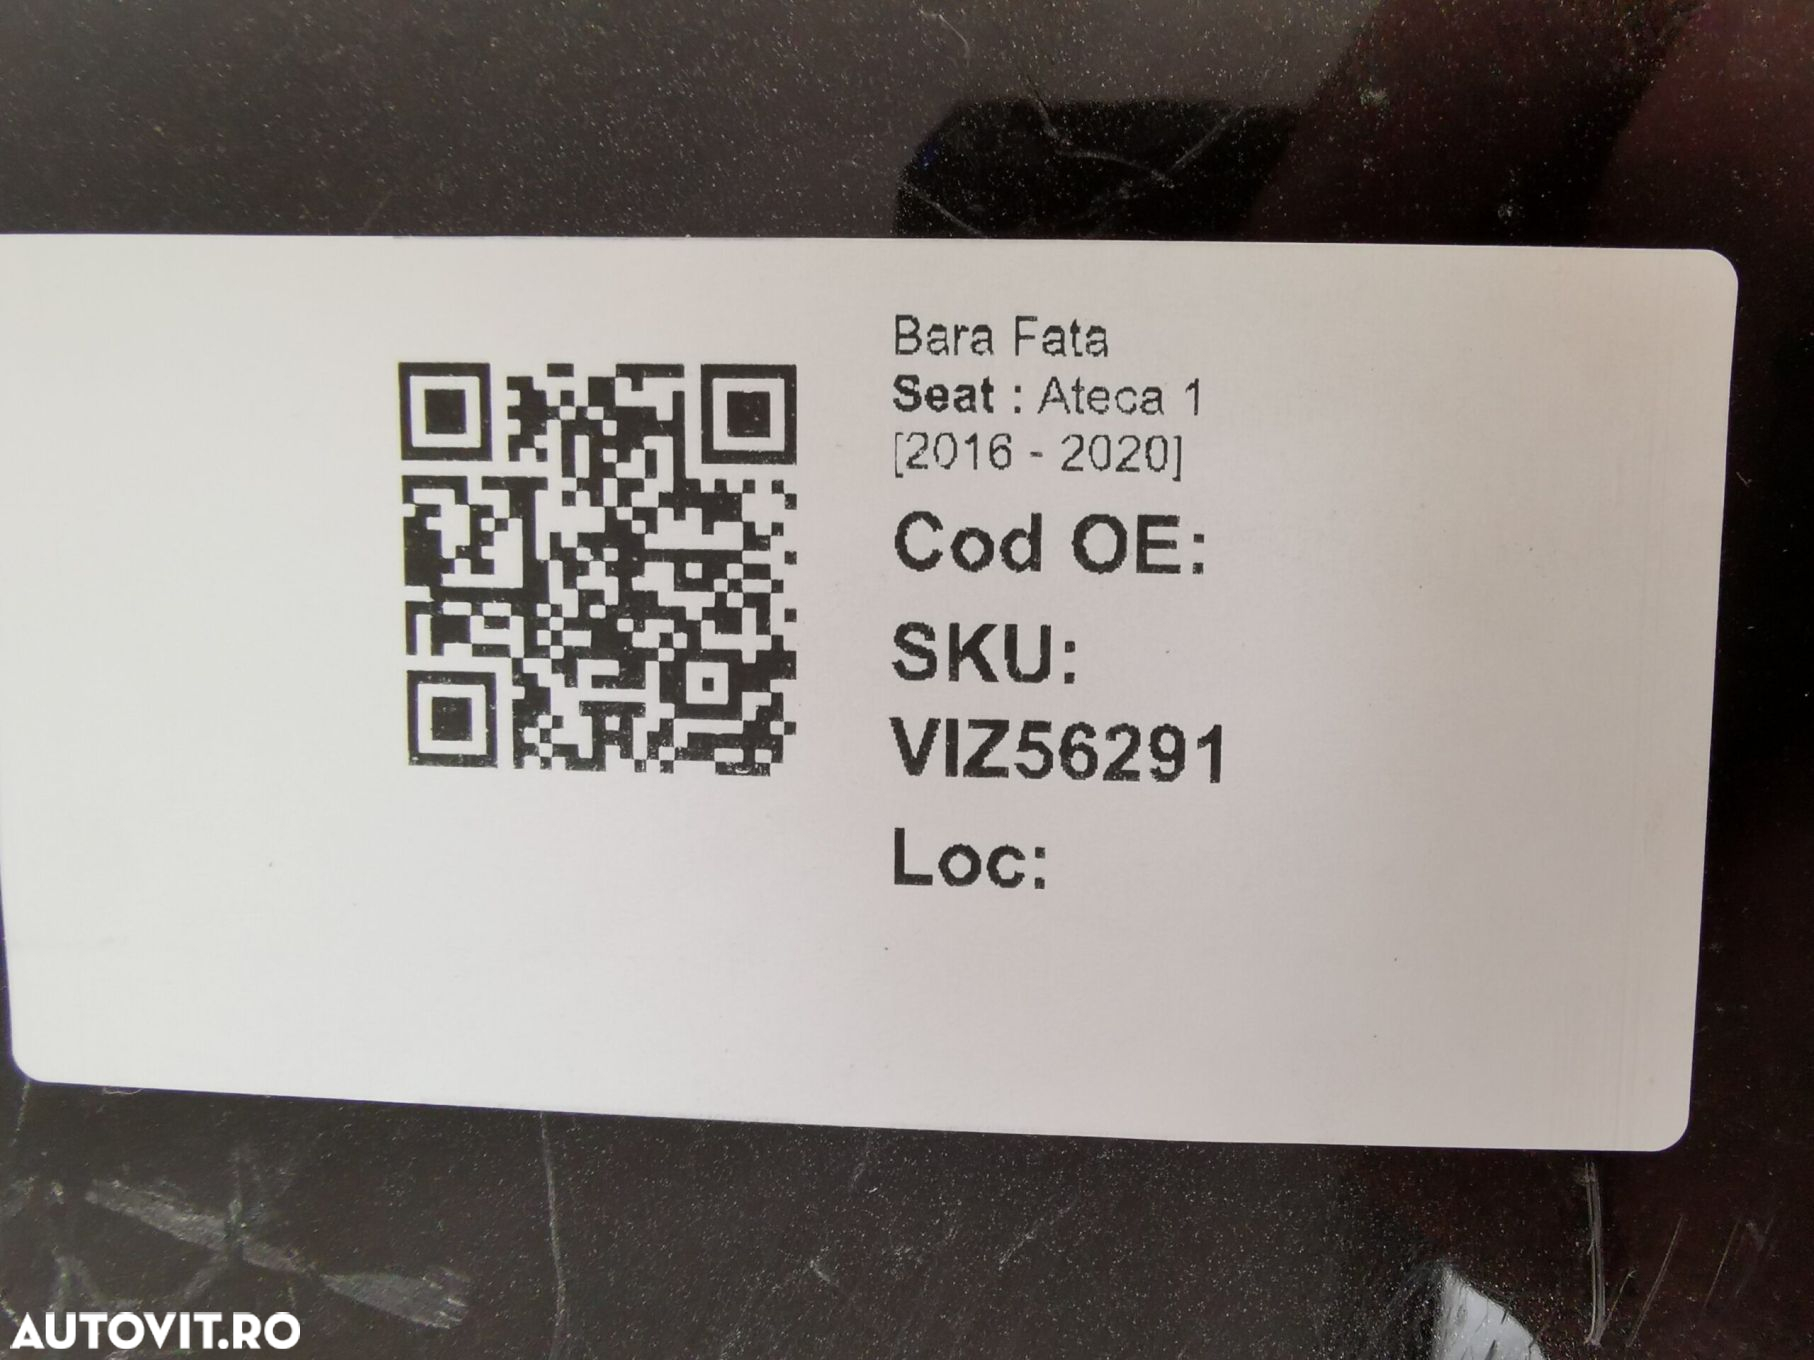 Bara Fata
Seat : Ateca 1
[2016 - 2020]
Cod OE:
SKU:
VIZ56291
Loc:
AUTOVIT.RO